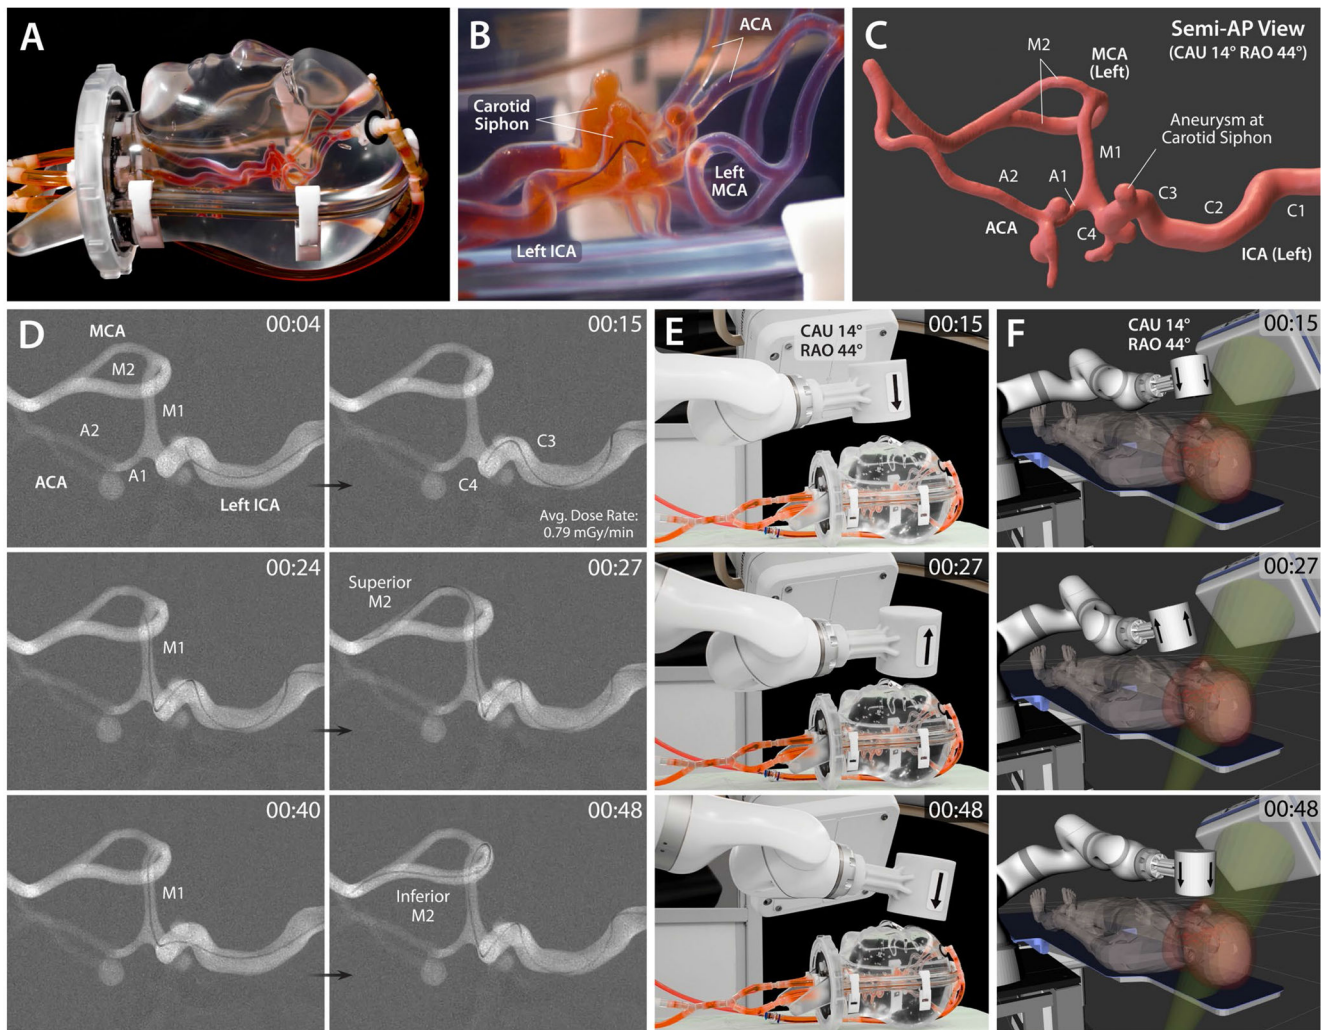 A
B
ACA
Carotid
Siphon
Left
MCA
Left ICA
C
Semi-AP View
(CAU 14° RAO 44°)
M2
MCA
(Left)
Aneurysm at
Carotid Siphon
M1
A2
A1
C3
C2
C1
ACA
C4
ICA (Left)
D
00:04
MCA
M2
M1
A2
A1
ACA
Left ICA
00:15
C3
C4
Avg. Dose Rate:
0.79 mGy/min
E
CAU 14°
RAO 44°
00:15
F
CAU 14°
RAO 44°
00:15
00:24
M1
00:27
Superior
M2
00:27
00:27
00:40
M1
00:48
Inferior
M2
00:48
00:48